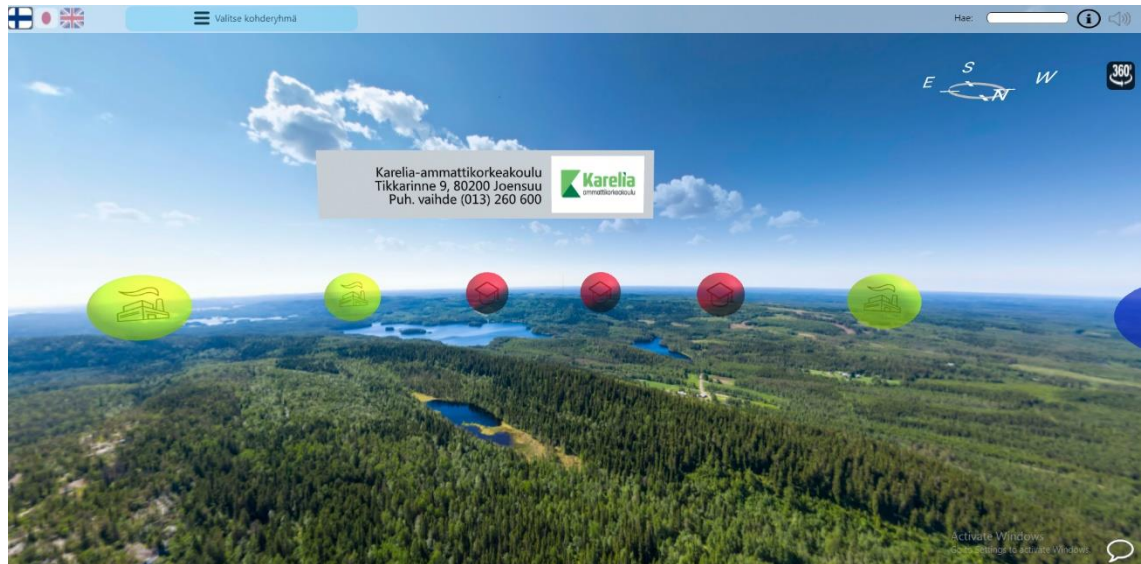 Valitse kohderyhmä
Hae:
360°
S
E
W
N
Karelia-ammattikorkeakoulu
Tikkarinne 9, 80200 Joensuu
Puh. vaihde (013) 260 600
Karelia
ammattikorkeakoulu
Activate Windows
Go to Settings to activate Windows.